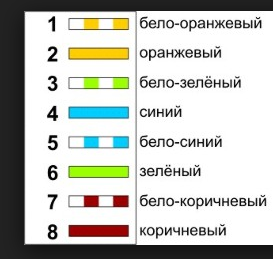 1 бело-оранжевый
2 оранжевый
3 бело-зелёный
4 синий
5 бело-синий
6 зелёный
7 бело-коричневый
8 коричневый